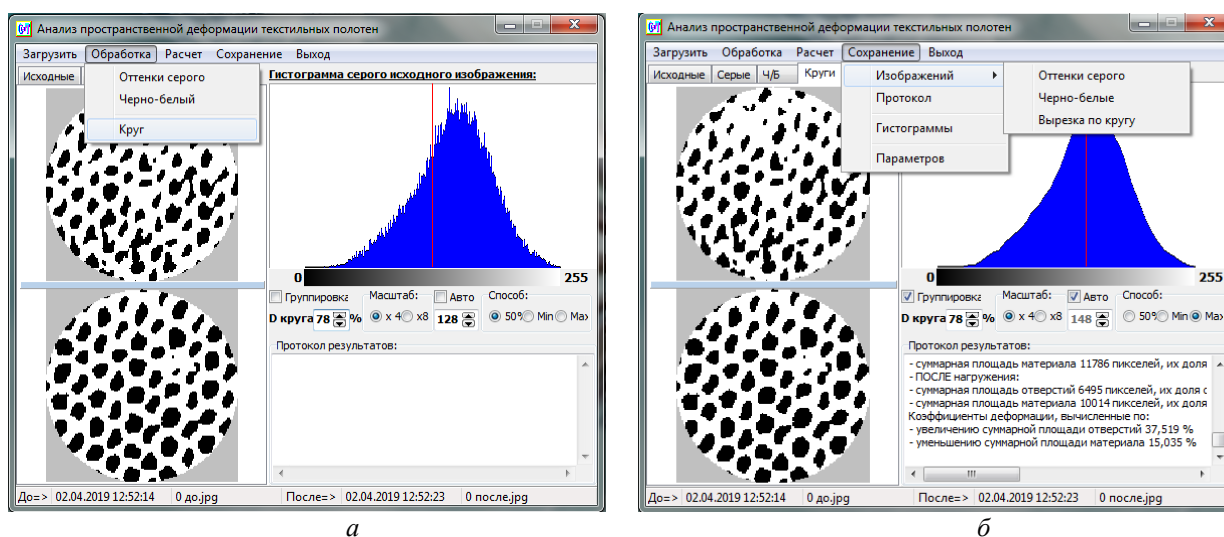 Анализ пространственной деформации текстильных полотен
Загрузить Обработка Расчет Сохранение Выход
Исходные
Оттенки серого
Черно-белый
Круг
Гистограмма серого исходного изображения:
0 255
Группировка Масштаб: Авто Способ:
D круга 78 % x 4 x8 128 50% Min Max
Протокол результатов:
До=> 02.04.2019 12:52:14 0 до.jpg После=> 02.04.2019 12:52:23 0 после.jpg
а
Анализ пространственной деформации текстильных полотен
Загрузить Обработка Расчет Сохранение Выход
Исходные Серые Ч/Б Круги
Изображений
Протокол
Гистограммы
Параметров
Оттенки серого
Черно-белые
Вырезка по кругу
0 255
Группировка Масштаб: Авто Способ:
D круга 78 % x 4 x8 148 50% Min Max
Протокол результатов:
- суммарная площадь материала 11786 пикселей, их доля
- ПОСЛЕ нагружения:
- суммарная площадь отверстий 6495 пикселей, их доля с
- суммарная площадь материала 10014 пикселей, их доля
Коэффициенты деформации, вычисленные по:
- увеличению суммарной площади отверстий 37,519 %
- уменьшению суммарной площади материала 15,035 %
До=> 02.04.2019 12:52:14 0 до.jpg После=> 02.04.2019 12:52:23 0 после.jpg
б